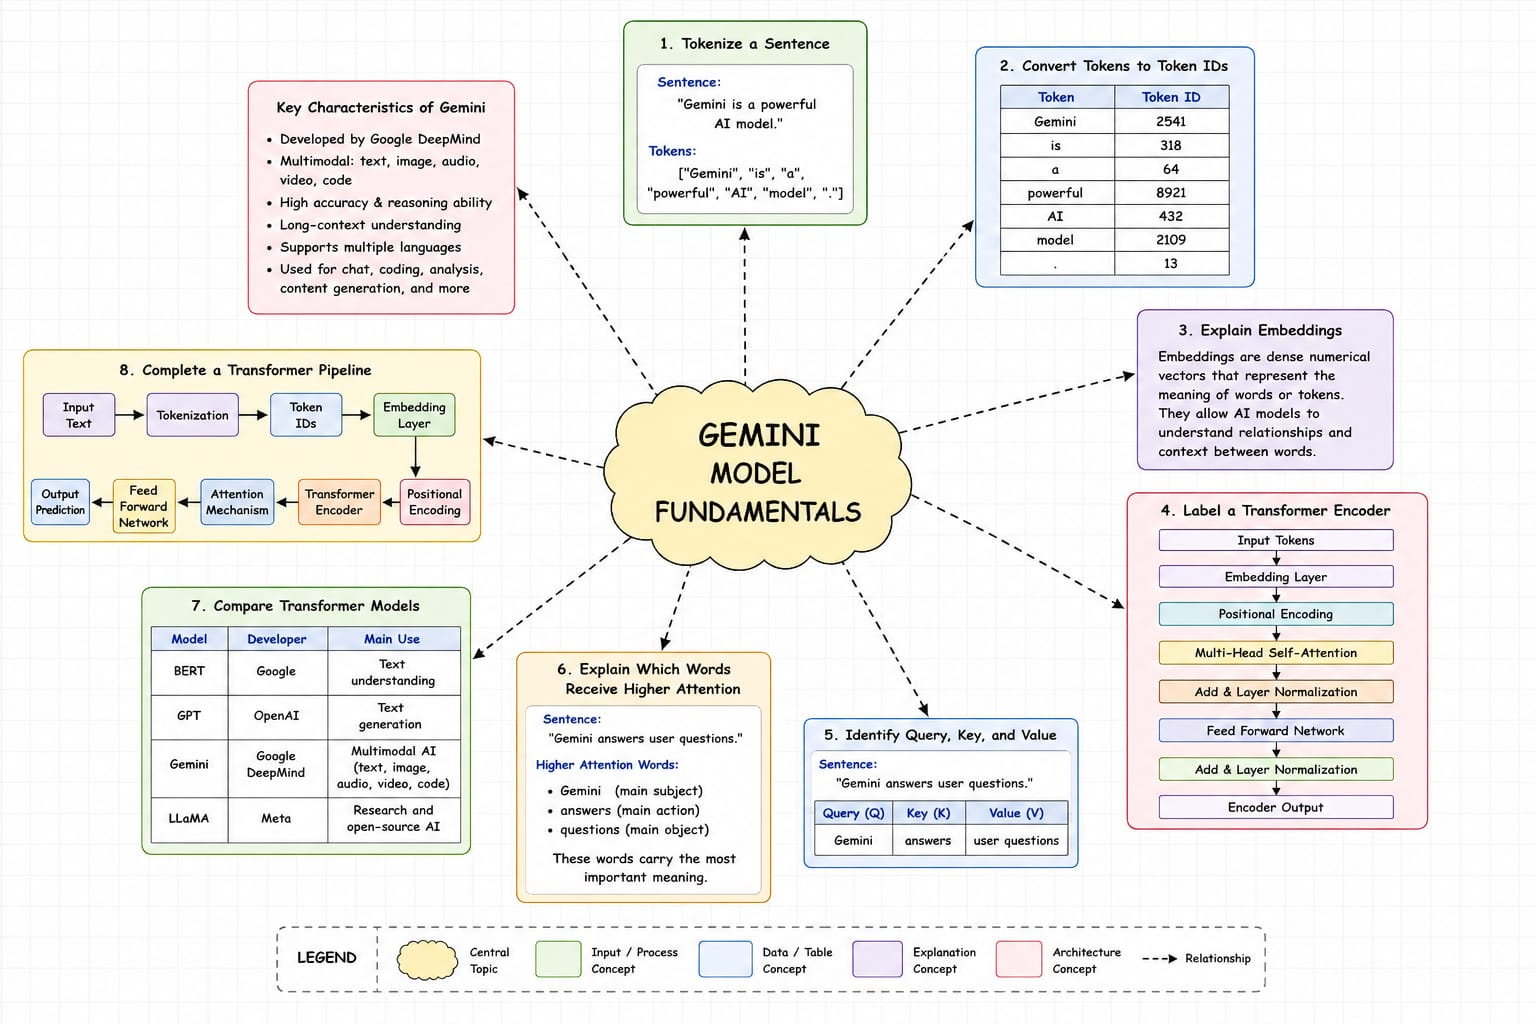 GEMINI
MODEL
FUNDAMENTALS
Key Characteristics of Gemini
• Developed by Google DeepMind
• Multimodal: text, image, audio,
video, code
• High accuracy & reasoning ability
• Long-context understanding
• Supports multiple languages
• Used for chat, coding, analysis,
content generation, and more
1. Tokenize a Sentence
Sentence:
"Gemini is a powerful
AI model."
Tokens:
["Gemini", "is", "a",
"powerful", "AI", "model", "."]
2. Convert Tokens to Token IDs
Token Token ID
Gemini 2541
is 318
a 64
powerful 8921
AI 432
model 2109
. 13
3. Explain Embeddings
Embeddings are dense numerical
vectors that represent the
meaning of words or tokens.
They allow AI models to
understand relationships and
context between words.
4. Label a Transformer Encoder
Input Tokens
Embedding Layer
Positional Encoding
Multi-Head Self-Attention
Add & Layer Normalization
Feed Forward Network
Add & Layer Normalization
Encoder Output
5. Identify Query, Key, and Value
Sentence:
"Gemini answers user questions."
Query (Q) Key (K) Value (V)
Gemini answers user questions
6. Explain Which Words
Receive Higher Attention
Sentence:
"Gemini answers user questions."
Higher Attention Words:
• Gemini (main subject)
• answers (main action)
• questions (main object)
These words carry the most
important meaning.
7. Compare Transformer Models
Model Developer Main Use
BERT Google Text
understanding
GPT OpenAI Text
generation
Gemini Google
DeepMind Multimodal AI
(text, image,
audio, video, code)
LLaMA Meta Research and
open-source AI
8. Complete a Transformer Pipeline
Input
Text
Tokenization
Token
IDs
Embedding
Layer
Positional
Encoding
Transformer
Encoder
Attention
Mechanism
Feed
Forward
Network
Output
Prediction
LEGEND
Central
Topic
Input / Process
Concept
Data / Table
Concept
Explanation
Concept
Architecture
Concept
Relationship